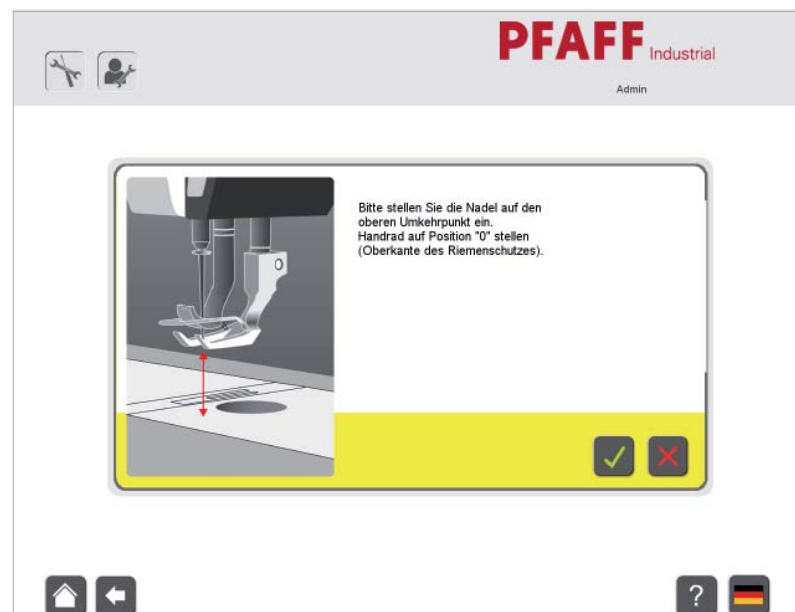 PFAFF Industrial
Admin
Bitte stellen Sie die Nadel auf den
oberen Umkehrpunkt ein.
Handrad auf Position "0" stellen
(Oberkante des Riemenschutzes).
?